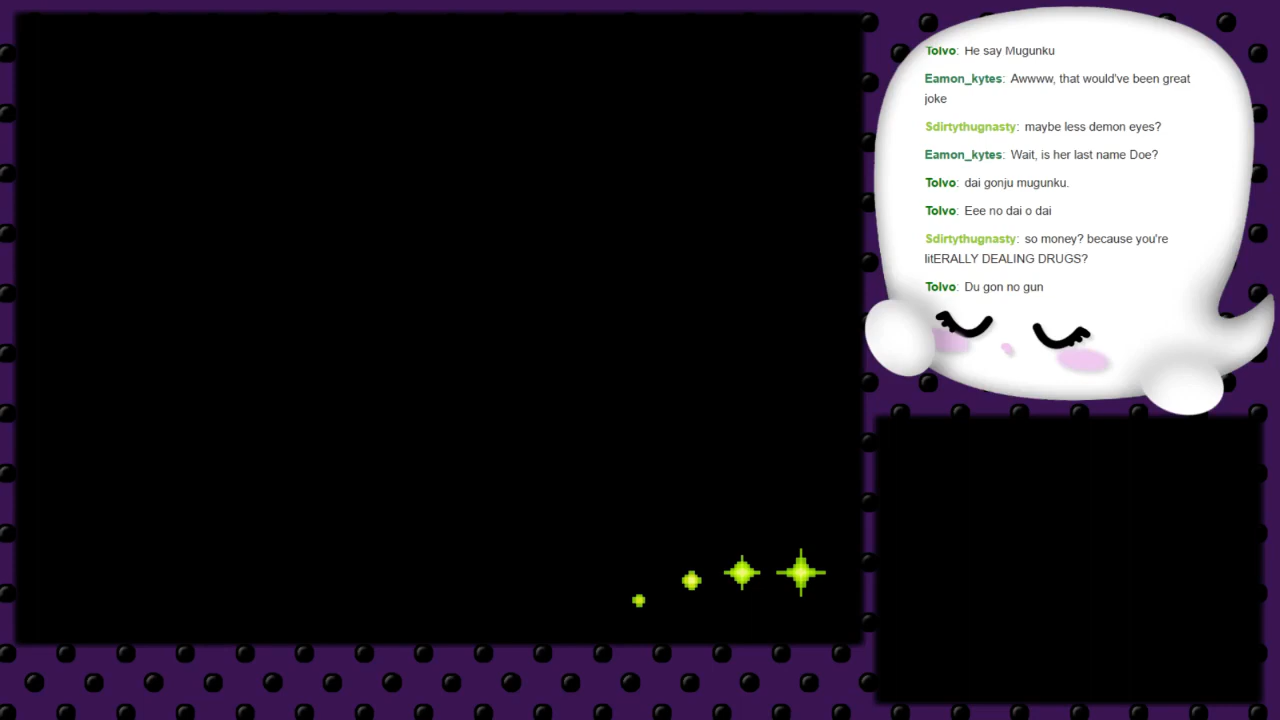 Tolvo: He say Mugunku
Eamon_kytes: Awwww, that would've been great
joke
Sdirtythugnasty: maybe less demon eyes?
Eamon_kytes: Wait, is her last name Doe?
Tolvo: dai gonju mugunku.
Tolvo: Eee no dai o dai
Sdirtythugnasty: so money? because you're
litERALLY DEALING DRUGS?
Tolvo: Du gon no gun